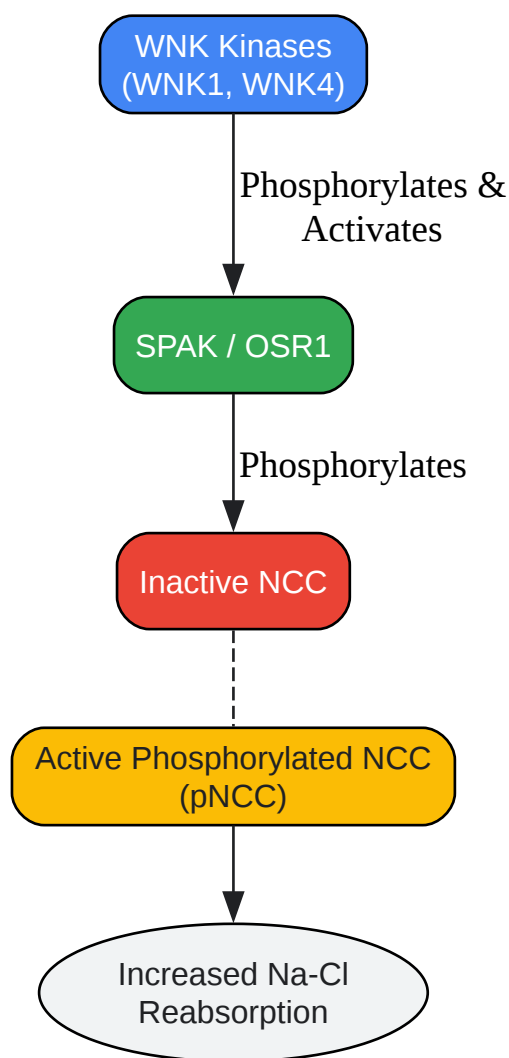 WNK Kinases
(WNK1, WNK4)
Phosphorylates &
Activates
SPAK / OSR1
Phosphorylates
Inactive NCC
Active Phosphorylated NCC
(pNCC)
Increased Na-Cl
Reabsorption